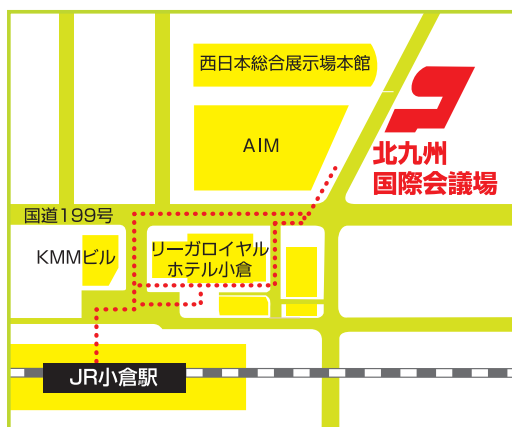 西日本総合展示場本館
AIM
北九州
国際会議場
国道199号
KMMビル
リーガロイヤル
ホテル小倉
JR小倉駅